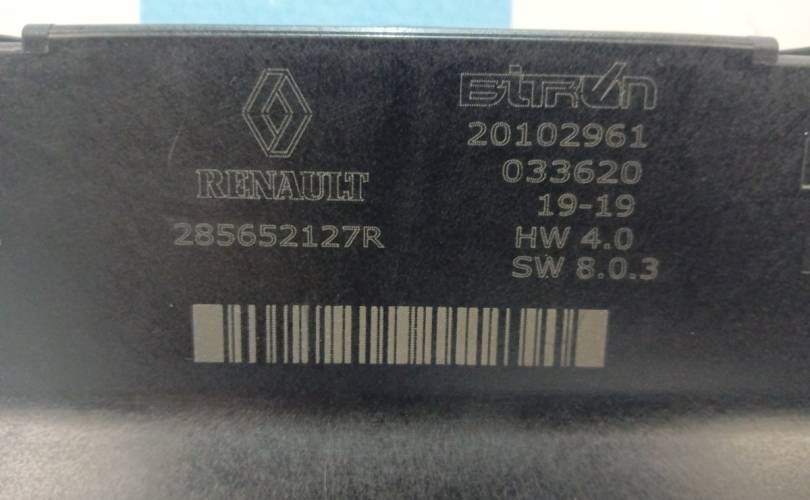 RENAULT
285652127R
BITRON
20102961
033620
19-19
HW 4.0
SW 8.0.3